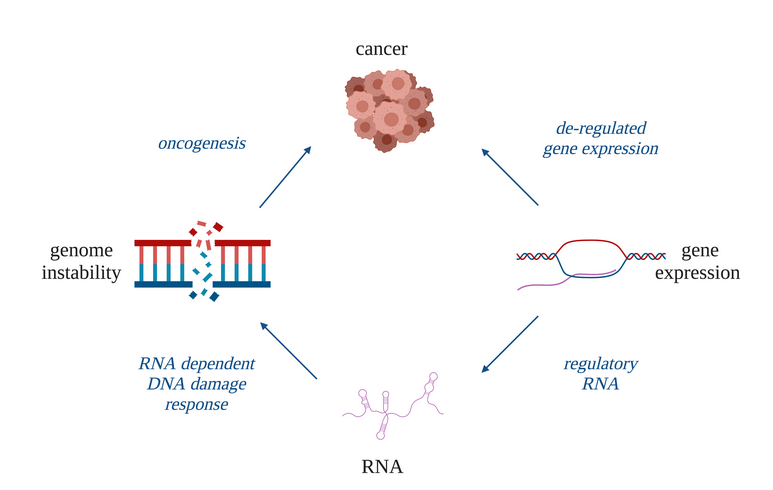 cancer
oncogenesis
de-regulated
gene expression
genome
instability
gene
expression
RNA dependent
DNA damage
response
regulatory
RNA
RNA